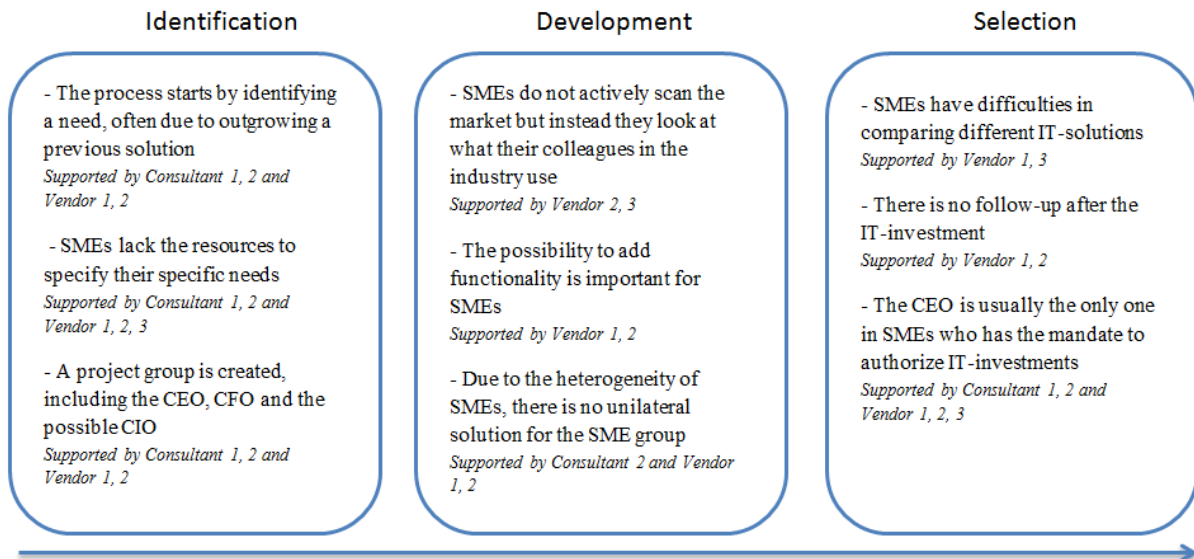 Identification
- The process starts by identifying
a need, often due to outgrowing a
previous solution
Supported by Consultant 1, 2 and
Vendor 1, 2
- SMEs lack the resources to
specify their specific needs
Supported by Consultant 1, 2 and
Vendor 1, 2, 3
- A project group is created,
including the CEO, CFO and the
possible CIO
Supported by Consultant 1, 2 and
Vendor 1, 2
Development
- SMEs do not actively scan the
market but instead they look at
what their colleagues in the
industry use
Supported by Vendor 2, 3
- The possibility to add
functionality is important for
SMEs
Supported by Vendor 1, 2
- Due to the heterogeneity of
SMEs, there is no unilateral
solution for the SME group
Supported by Consultant 2 and Vendor
1, 2
Selection
- SMEs have difficulties in
comparing different IT-solutions
Supported by Vendor 1, 3
- There is no follow-up after the
IT-investment
Supported by Vendor 1, 2
- The CEO is usually the only one
in SMEs who has the mandate to
authorize IT-investments
Supported by Consultant 1, 2 and
Vendor 1, 2, 3